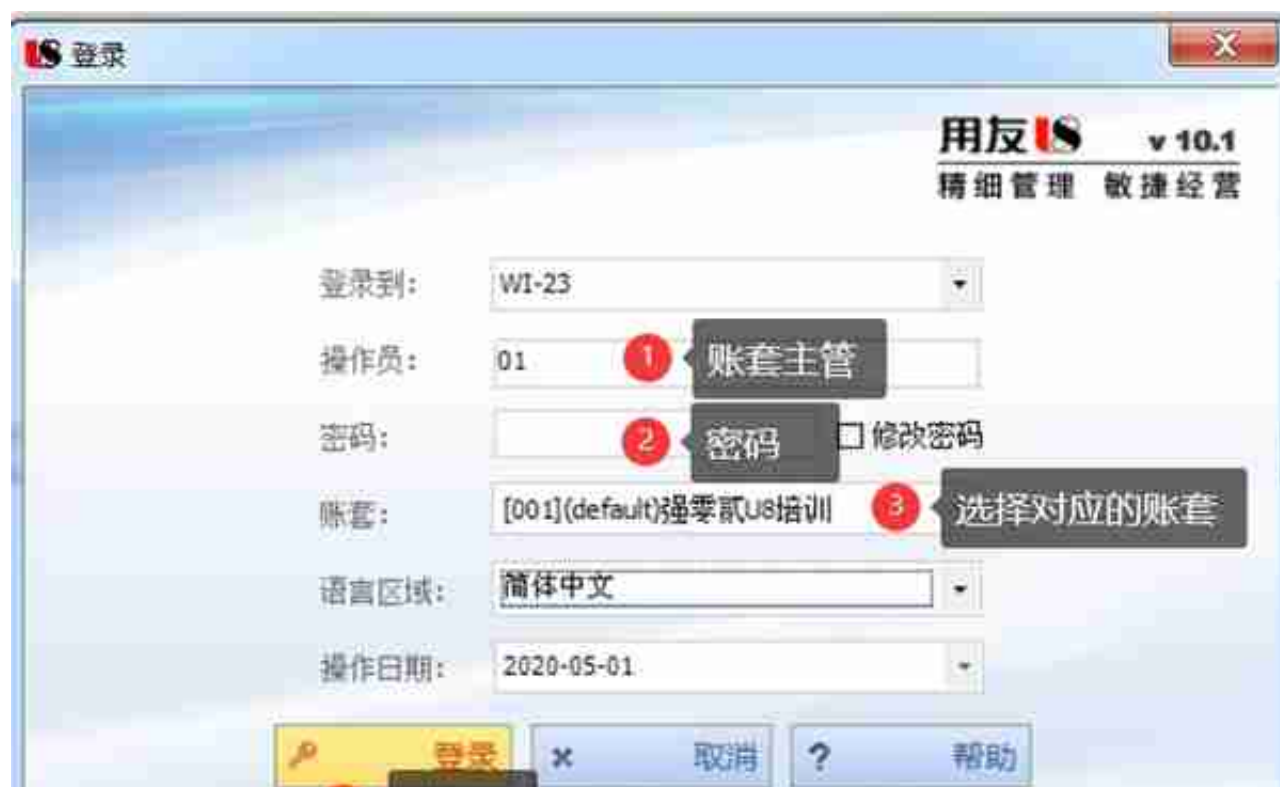 U8 登录
用友U8 v 10.1
精细管理 敏捷经营
登录到: WI-23
操作员: 01 1 账套主管
密码: 2 密码 修改密码
账套: [001](default)强零贰U8培训 3 选择对应的账套
语言区域: 简体中文
操作日期: 2020-05-01
登录 取消 ? 帮助